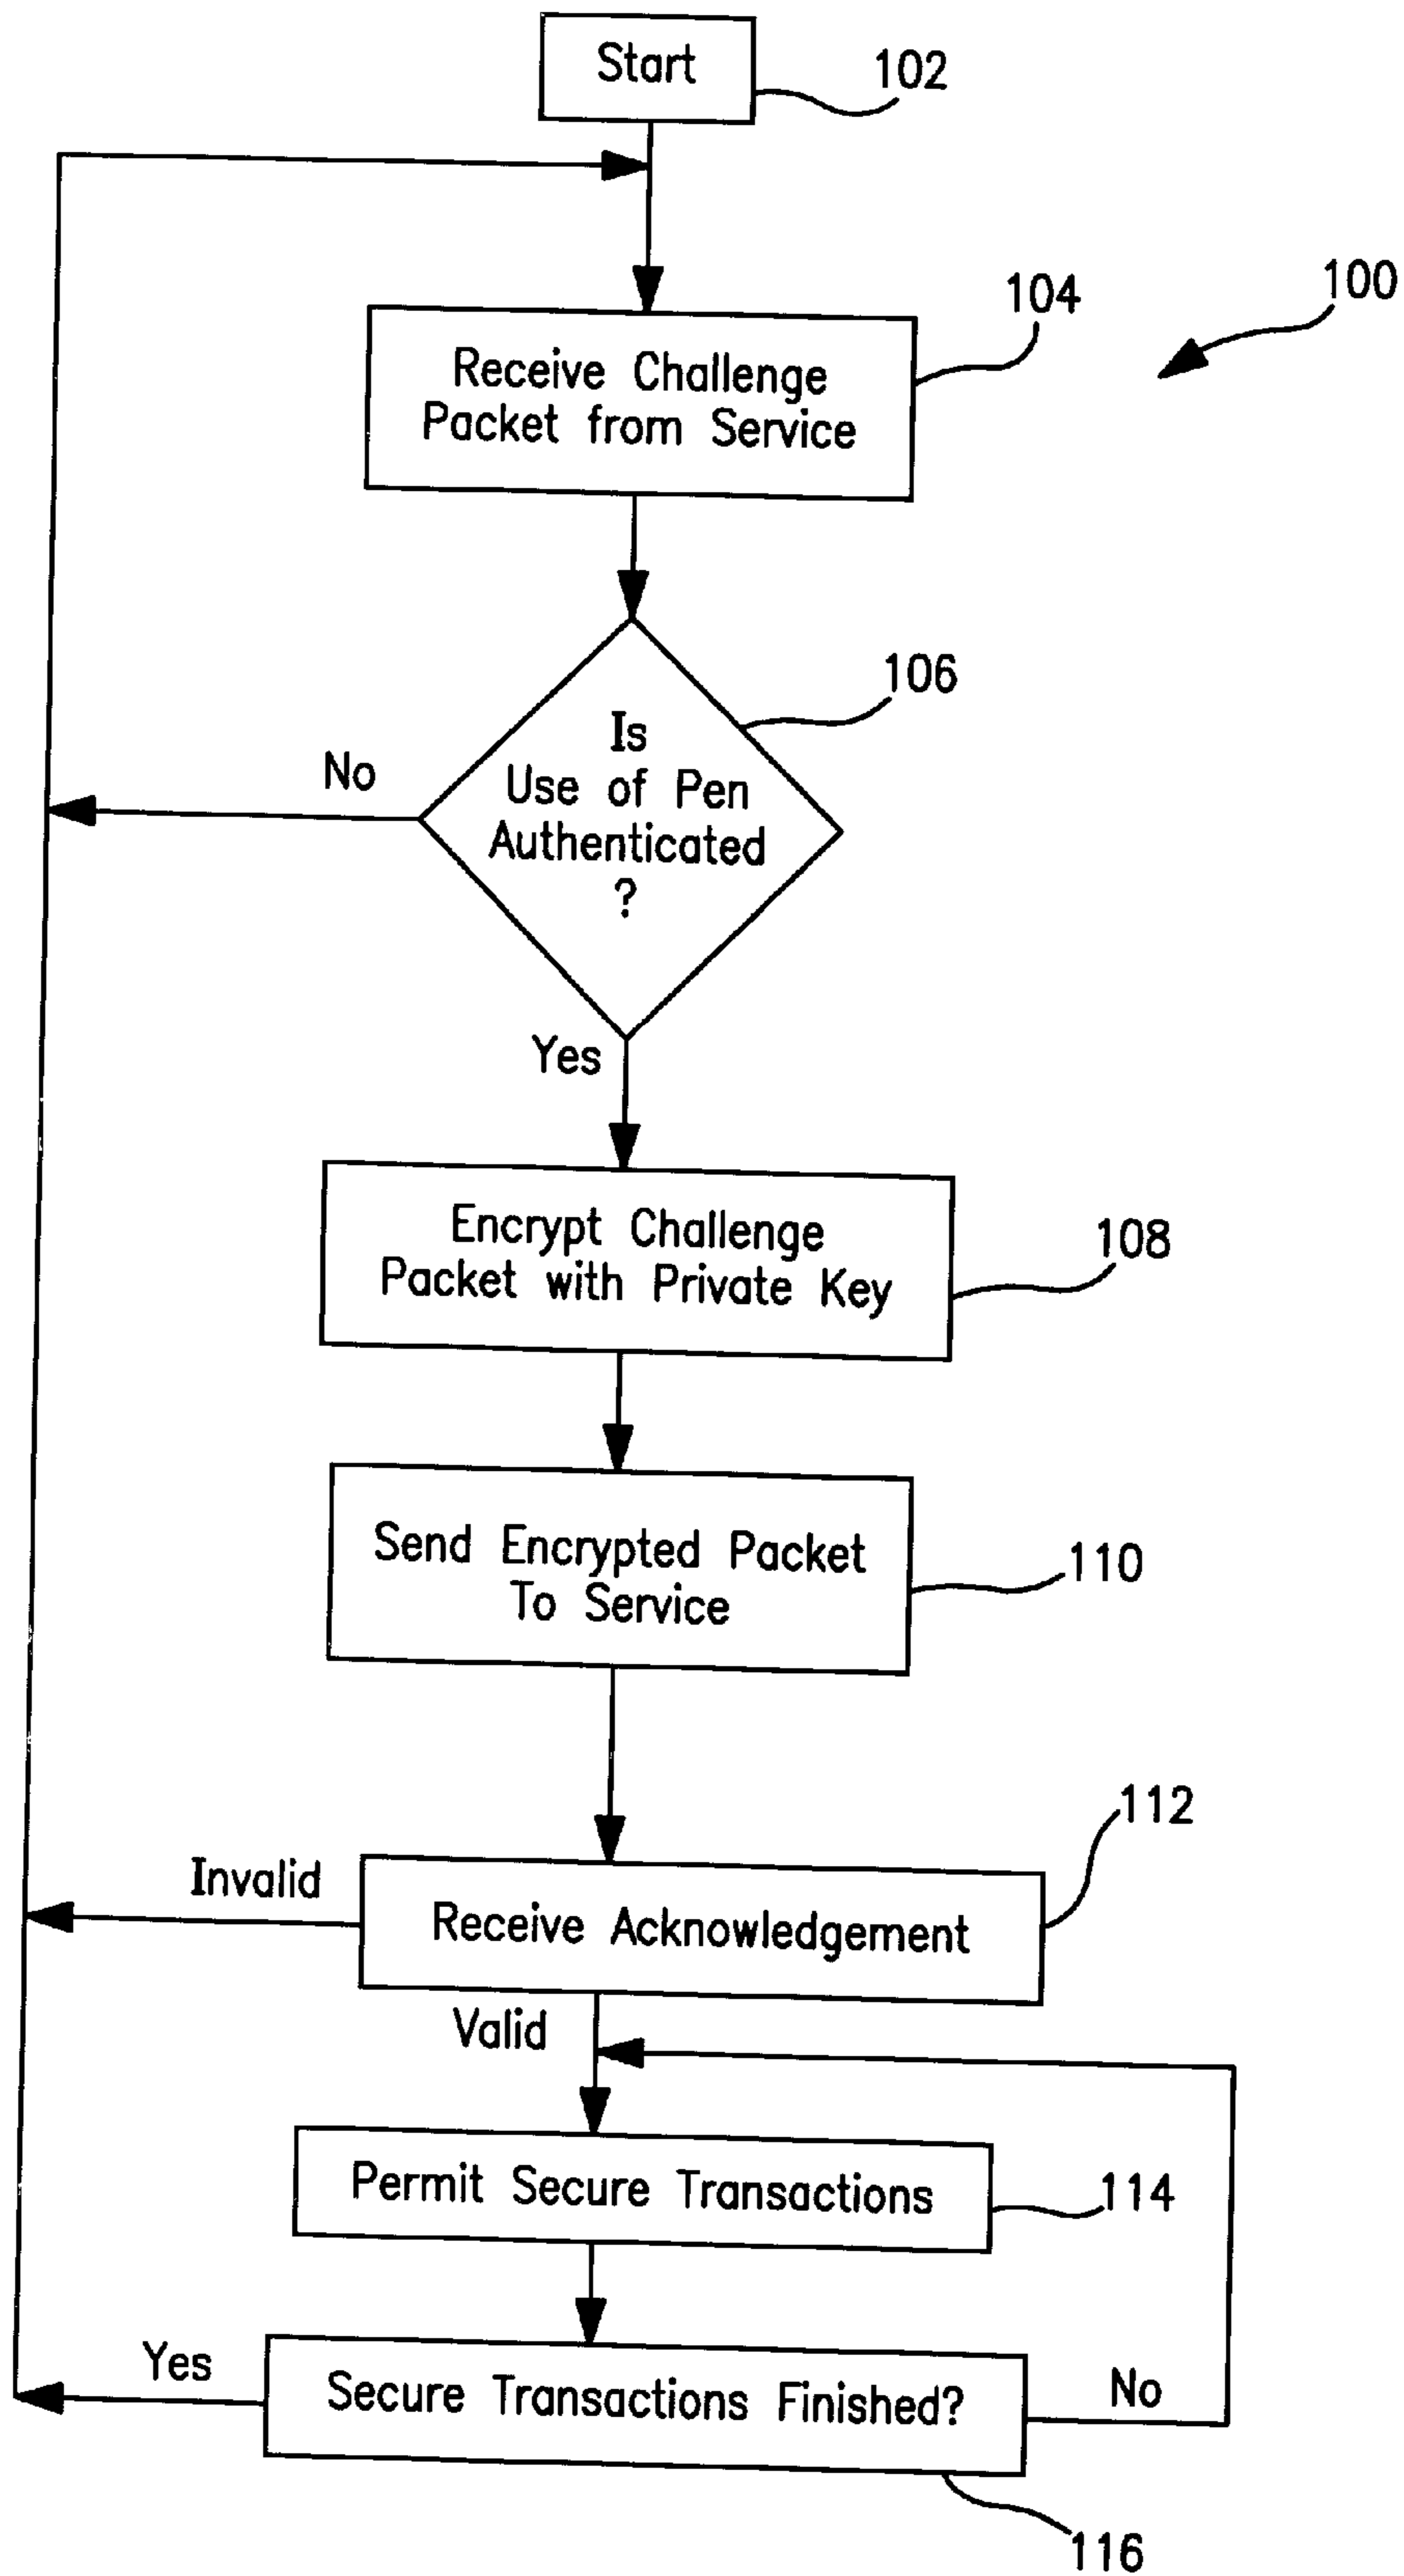 Start
102
100
104
Receive Challenge
Packet from Service
106
Is
Use of Pen
Authenticated
?
No
Yes
Encrypt Challenge
Packet with Private Key
108
Send Encrypted Packet
To Service
110
112
Invalid
Receive Acknowledgement
Valid
Permit Secure Transactions
114
Yes
Secure Transactions Finished?
No
116